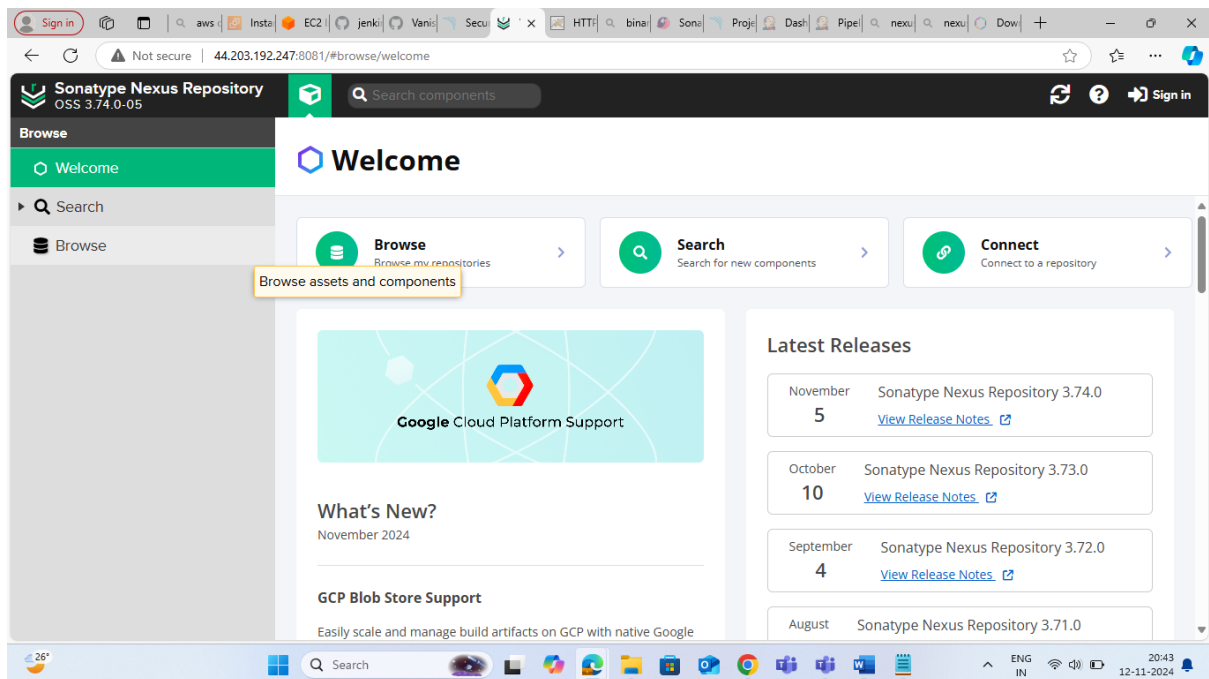 Sign in
aws c
Insta
EC2 I
jenki
Vanis
Secu
HTTF
binar
Sona
Proje
Dash
Pipel
nexu
nexu
Dow
Not secure
44.203.192.247:8081/#browse/welcome
Sonatype Nexus Repository
OSS 3.74.0-05
Search components
Sign in
Browse
Welcome
Search
Browse
Welcome
Browse
Browse my repositories
Search
Search for new components
Connect
Connect to a repository
Browse assets and components
Google Cloud Platform Support
What's New?
November 2024
GCP Blob Store Support
Easily scale and manage build artifacts on GCP with native Google
Latest Releases
November
5
Sonatype Nexus Repository 3.74.0
View Release Notes
October
10
Sonatype Nexus Repository 3.73.0
View Release Notes
September
4
Sonatype Nexus Repository 3.72.0
View Release Notes
August
Sonatype Nexus Repository 3.71.0
26°
Search
ENG
IN
20:43
12-11-2024